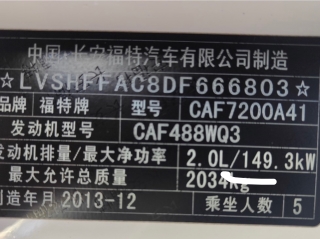 中国·长安福特汽车有限公司制造
☆LVSHFFAC8DF666803☆
品牌 福特牌 型号 CAF7200A41
发动机型号 CAF488WQ3
发动机排量/最大净功率 2.0L/149.3kW
最大允许总质量 2034kg
制造年月 2013-12 乘坐人数 5